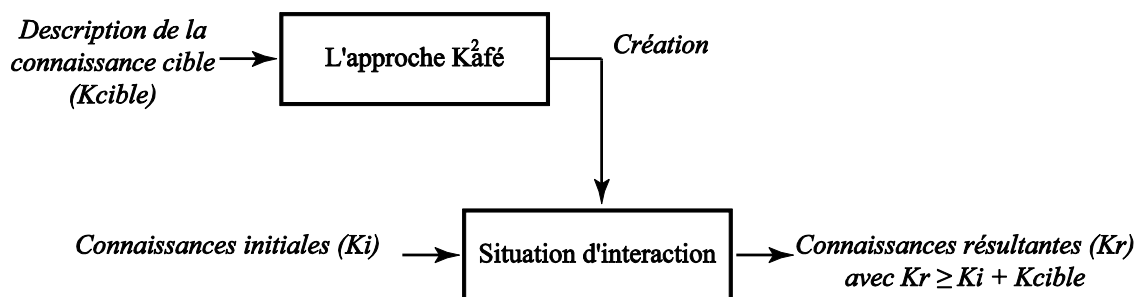 Description de la
connaissance cible
(Kcible)
L'approche K²afé
Création
Connaissances initiales (Ki)
Situation d'interaction
Connaissances résultantes (Kr)
avec Kr ≥ Ki + Kcible